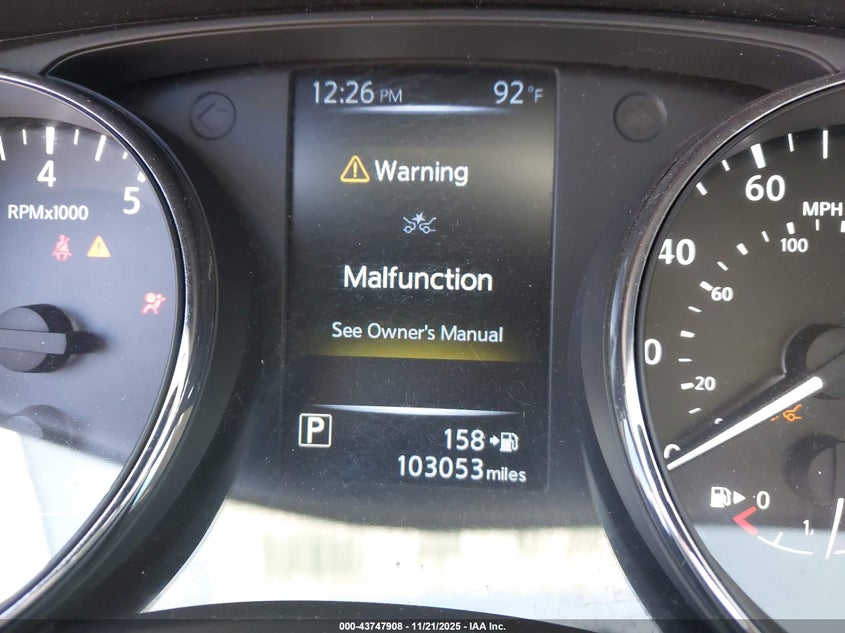 12:26 PM 92°F
Warning
Malfunction
See Owner's Manual
P
158
103053 miles
4
5
RPMx1000
60
MPH
40
100
60
20
0
0
000-43747908 - 11/21/2025 - IAA Inc.